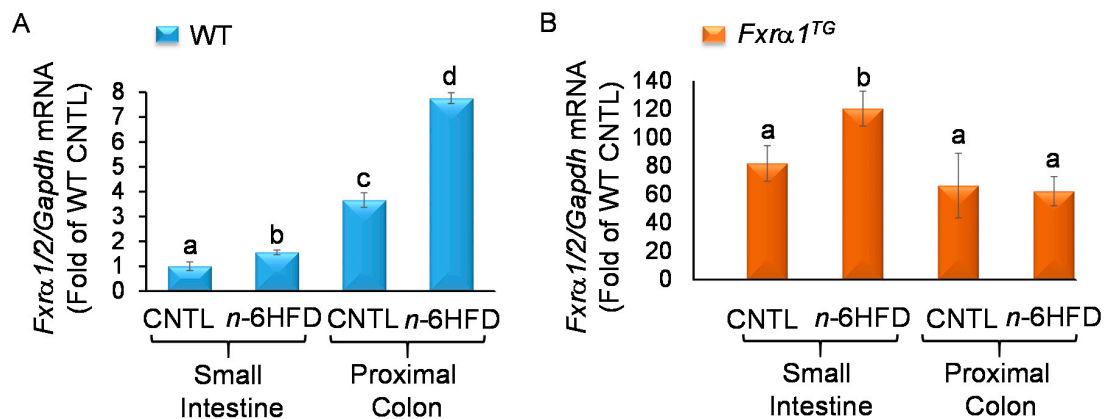 A
WT
Fxrα1/2/Gapdh mRNA
(Fold of WT CNTL)
8
7
6
5
4
3
2
1
0
a
b
c
d
CNTL n-6HFD CNTL n-6HFD
Small
Intestine
Proximal
Colon
B
Fxrα1TG
Fxrα1/2/Gapdh mRNA
(Fold of WT CNTL)
140
120
100
80
60
40
20
0
a
b
a
a
CNTL n-6HFD CNTL n-6HFD
Small
Intestine
Proximal
Colon